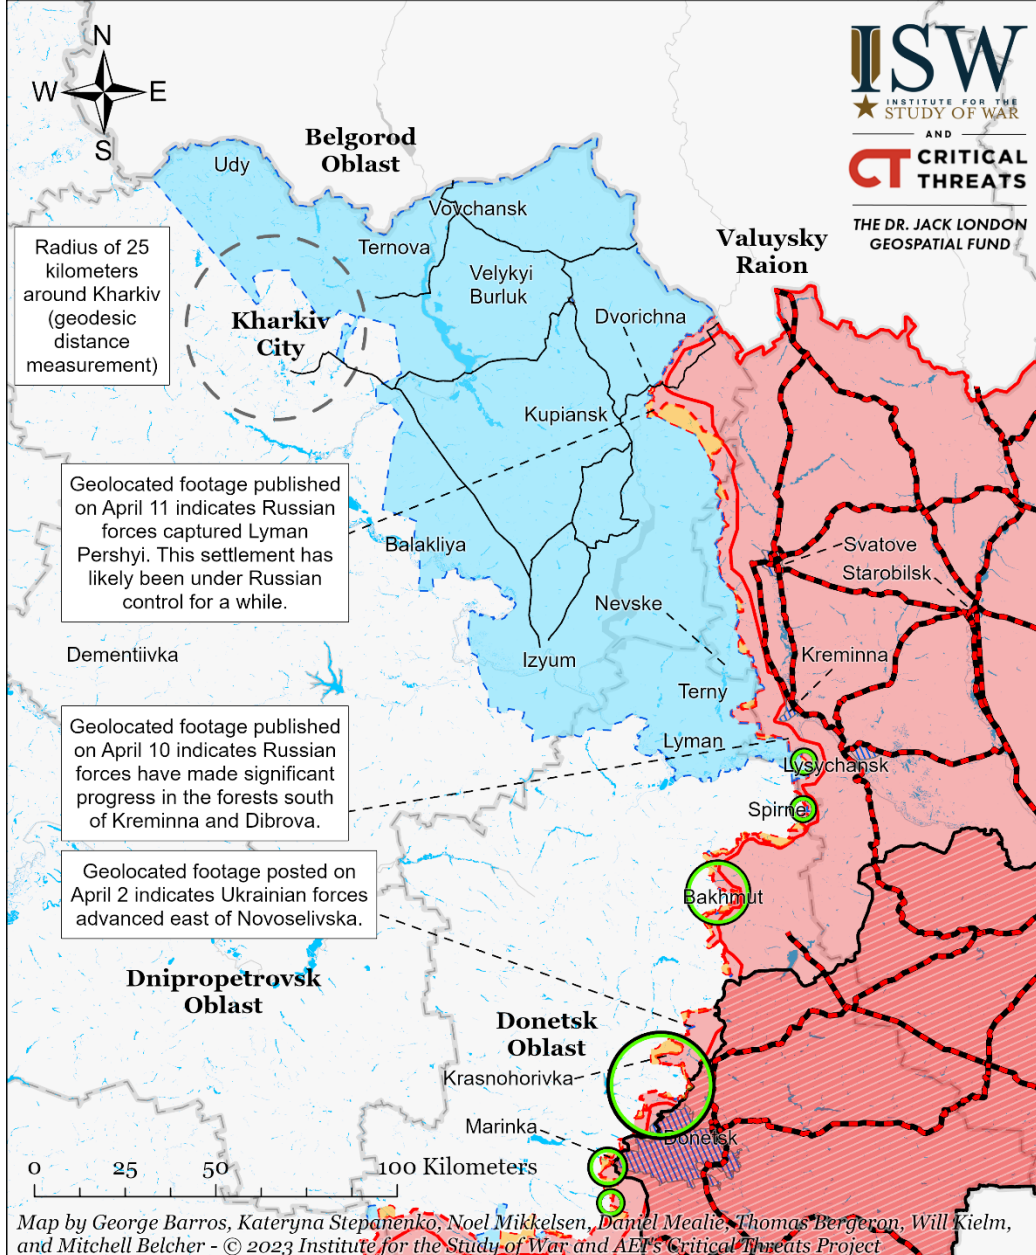 N
W E
S
ISW
INSTITUTE FOR THE
STUDY OF WAR
AND
CT CRITICAL
THREATS
THE DR. JACK LONDON
GEOSPATIAL FUND
Belgorod
Oblast
Udy
Vovchansk
Ternova
Valuysky
Raion
Radius of 25
kilometers
around Kharkiv
(geodesic
distance
measurement)
Velykyi
Burluk
Kharkiv
City
Dvorichna
Kupiansk
Geolocated footage published
on April 11 indicates Russian
forces captured Lyman
Pershyi. This settlement has
likely been under Russian
control for a while.
Balakliya
Svatove
Starobilsk
Nevske
Dementiivka
Izyum
Kreminna
Terny
Geolocated footage published
on April 10 indicates Russian
forces have made significant
progress in the forests south
of Kreminna and Dibrova.
Lyman
Lysychansk
Spirne
Geolocated footage posted on
April 2 indicates Ukrainian forces
advanced east of Novoselivska.
Bakhmut
Dnipropetrovsk
Oblast
Donetsk
Oblast
Krasnohorivka
Marinka
Donetsk
0 25 50 100 Kilometers
Map by George Barros, Kateryna Stepanenko, Noel Mikkelsen, Daniel Mealie, Thomas Bergeron, Will Kielm,
and Mitchell Belcher - © 2023 Institute for the Study of War and AEI's Critical Threats Project